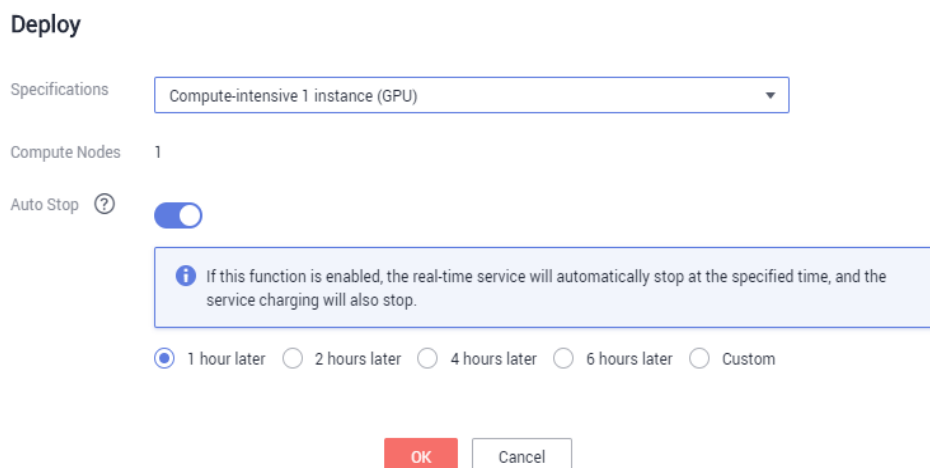 Deploy
Specifications
Compute-intensive 1 instance (GPU)
Compute Nodes 1
Auto Stop ?
If this function is enabled, the real-time service will automatically stop at the specified time, and the
service charging will also stop.
1 hour later 2 hours later 4 hours later 6 hours later Custom
OK Cancel